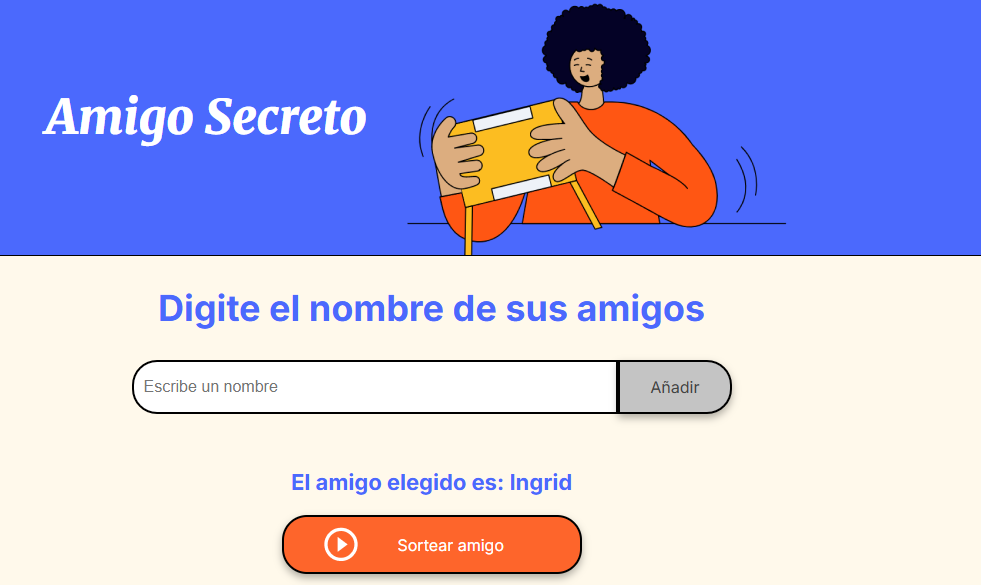 Amigo Secreto
Digite el nombre de sus amigos
Escribe un nombre
Añadir
El amigo elegido es: Ingrid
Sortear amigo